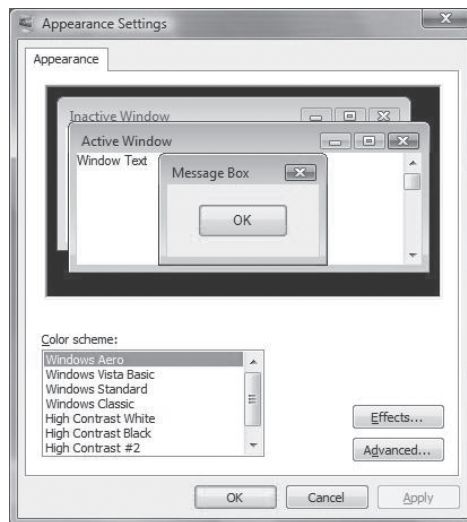 Appearance Settings
Appearance
Inactive Window
Active Window
Window Text
Message Box
OK
Color scheme:
Windows Aero
Windows Vista Basic
Windows Standard
Windows Classic
High Contrast White
High Contrast Black
High Contrast #2
Effects...
Advanced...
OK
Cancel
Apply